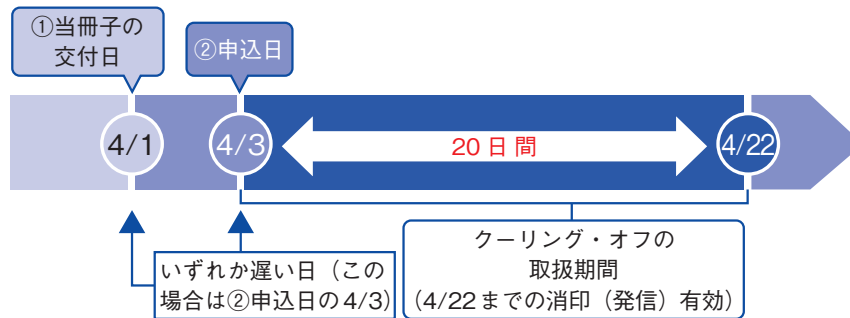 ①当冊子の
交付日
②申込日
4/1
4/3
20日間
4/22
いずれか遅い日（この
場合は②申込日の4/3）
クーリング・オフの
取扱期間
（4/22までの消印（発信）有効）